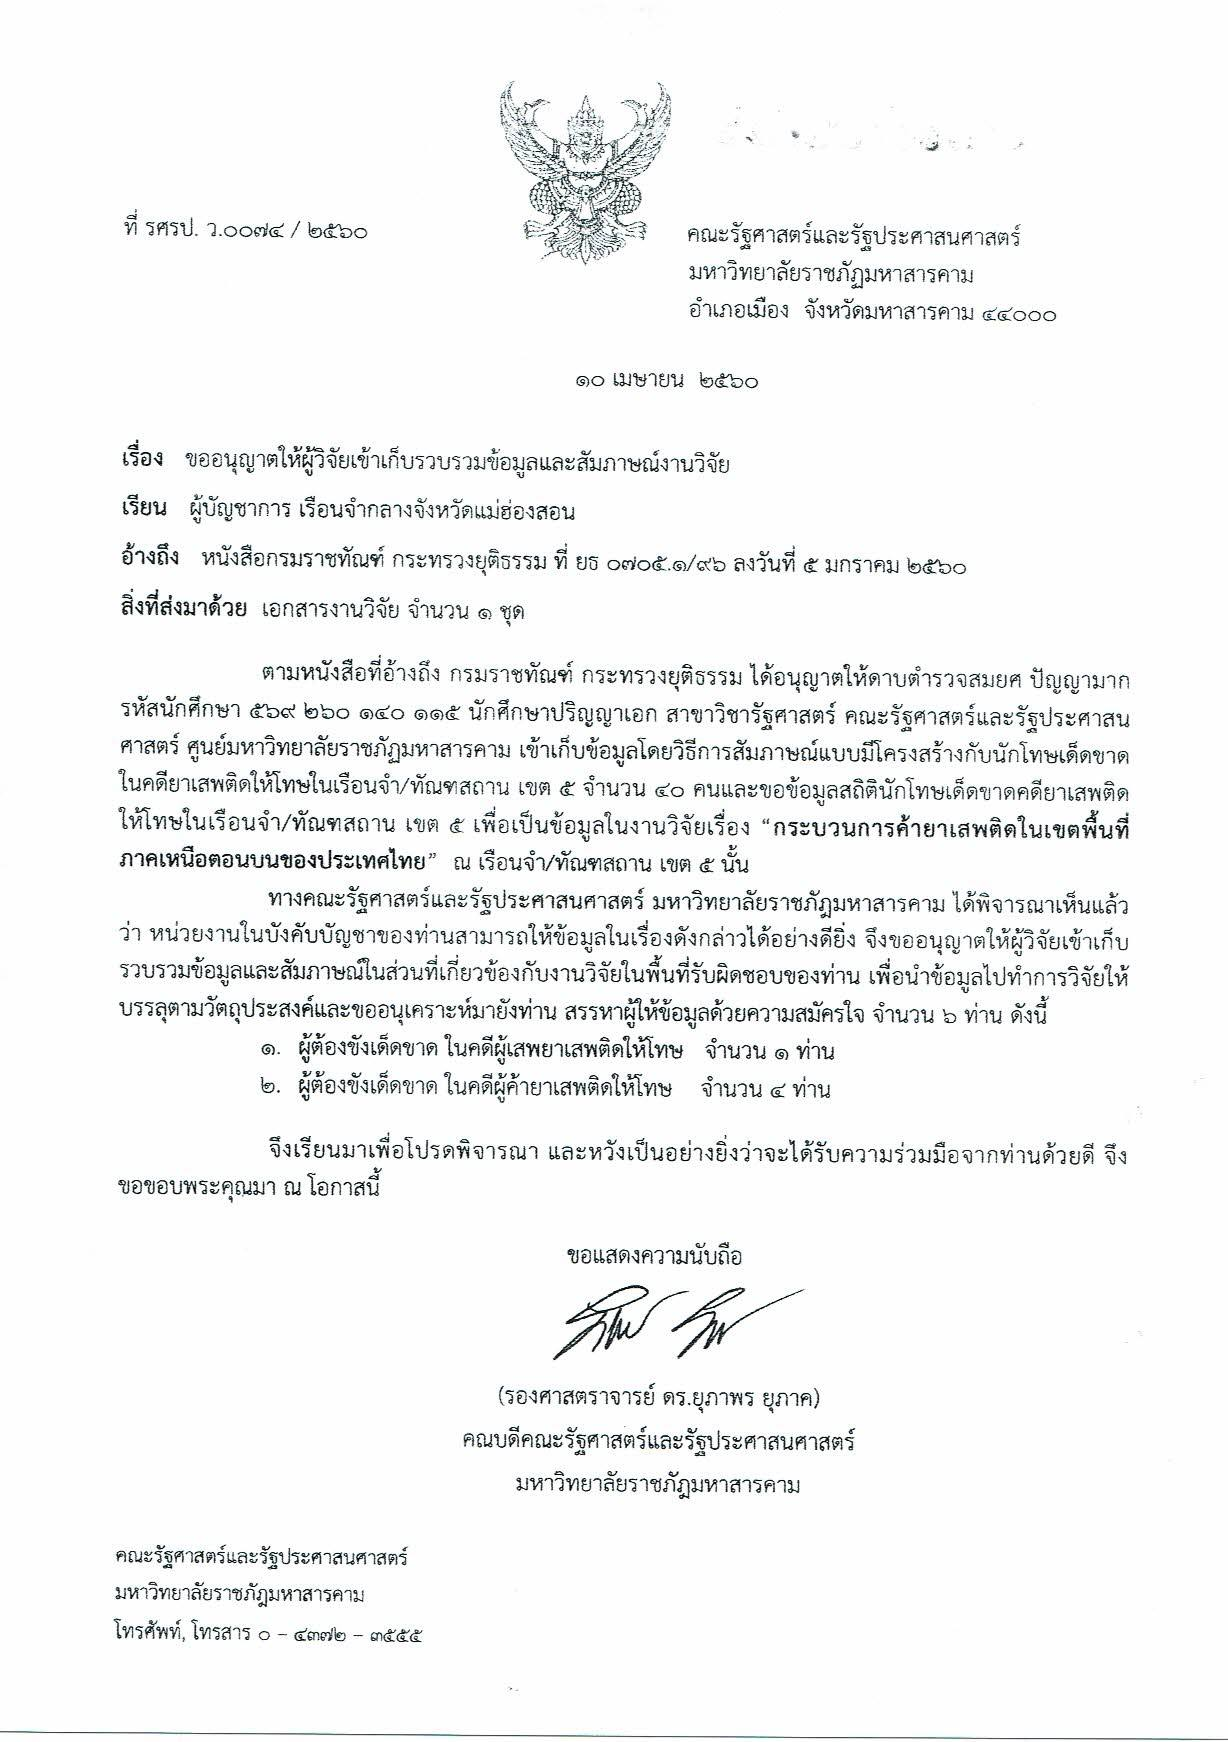 ที่ รศรป. ว.๐๐๗๔ / ๒๕๖๐
คณะรัฐศาสตร์และรัฐประศาสนศาสตร์
มหาวิทยาลัยราชภัฏมหาสารคาม
อำเภอเมือง จังหวัดมหาสารคาม ๔๔๐๐๐
๑๐ เมษายน ๒๕๖๐
เรื่อง ขออนุญาตให้ผู้วิจัยเข้าเก็บรวบรวมข้อมูลและสัมภาษณ์งานวิจัย
เรียน ผู้บัญชาการ เรือนจำกลางจังหวัดแม่ฮ่องสอน
อ้างถึง หนังสือกรมราชทัณฑ์ กระทรวงยุติธรรม ที่ ยธ ๐๗๐๕.๑/๙๖ ลงวันที่ ๕ มกราคม ๒๕๖๐
สิ่งที่ส่งมาด้วย เอกสารงานวิจัย จำนวน ๑ ชุด
ตามหนังสือที่อ้างถึง กรมราชทัณฑ์ กระทรวงยุติธรรม ได้อนุญาตให้ดาบตำรวจสมยศ ปัญญามาก
รหัสนักศึกษา ๕๖๙ ๒๖๐ ๑๔๐ ๑๑๕ นักศึกษาปริญญาเอก สาขาวิชารัฐศาสตร์ คณะรัฐศาสตร์และรัฐประศาสน
ศาสตร์ ศูนย์มหาวิทยาลัยราชภัฏมหาสารคาม เข้าเก็บข้อมูลโดยวิธีการสัมภาษณ์แบบมีโครงสร้างกับนักโทษเด็ดขาด
ในคดียาเสพติดให้โทษในเรือนจำ/ทัณฑสถาน เขต ๕ จำนวน ๔๐ คนและขอข้อมูลสถิตินักโทษเด็ดขาดคดียาเสพติด
ให้โทษในเรือนจำ/ทัณฑสถาน เขต ๕ เพื่อเป็นข้อมูลในงานวิจัยเรื่อง “กระบวนการค้ายาเสพติดในเขตพื้นที่
ภาคเหนือตอนบนของประเทศไทย” ณ เรือนจำ/ทัณฑสถาน เขต ๕ นั้น
ทางคณะรัฐศาสตร์และรัฐประศาสนศาสตร์ มหาวิทยาลัยราชภัฏมหาสารคาม ได้พิจารณาเห็นแล้ว
ว่า หน่วยงานในบังคับบัญชาของท่านสามารถให้ข้อมูลในเรื่องดังกล่าวได้อย่างดียิ่ง จึงขออนุญาตให้ผู้วิจัยเข้าเก็บ
รวบรวมข้อมูลและสัมภาษณ์ในส่วนที่เกี่ยวข้องกับงานวิจัยในพื้นที่รับผิดชอบของท่าน เพื่อนำข้อมูลไปทำการวิจัยให้
บรรลุตามวัตถุประสงค์และขออนุเคราะห์มายังท่าน สรรหาผู้ให้ข้อมูลด้วยความสมัครใจ จำนวน ๖ ท่าน ดังนี้
๑. ผู้ต้องขังเด็ดขาด ในคดีผู้เสพยาเสพติดให้โทษ จำนวน ๑ ท่าน
๒. ผู้ต้องขังเด็ดขาด ในคดีผู้ค้ายาเสพติดให้โทษ จำนวน ๔ ท่าน
จึงเรียนมาเพื่อโปรดพิจารณา และหวังเป็นอย่างยิ่งว่าจะได้รับความร่วมมือจากท่านด้วยดี จึง
ขอขอบพระคุณมา ณ โอกาสนี้
ขอแสดงความนับถือ
(รองศาสตราจารย์ ดร.ยุภาพร ยุภาศ)
คณบดีคณะรัฐศาสตร์และรัฐประศาสนศาสตร์
มหาวิทยาลัยราชภัฏมหาสารคาม
คณะรัฐศาสตร์และรัฐประศาสนศาสตร์
มหาวิทยาลัยราชภัฏมหาสารคาม
โทรศัพท์, โทรสาร ๐ – ๔๓๗๒ – ๓๕๕๕